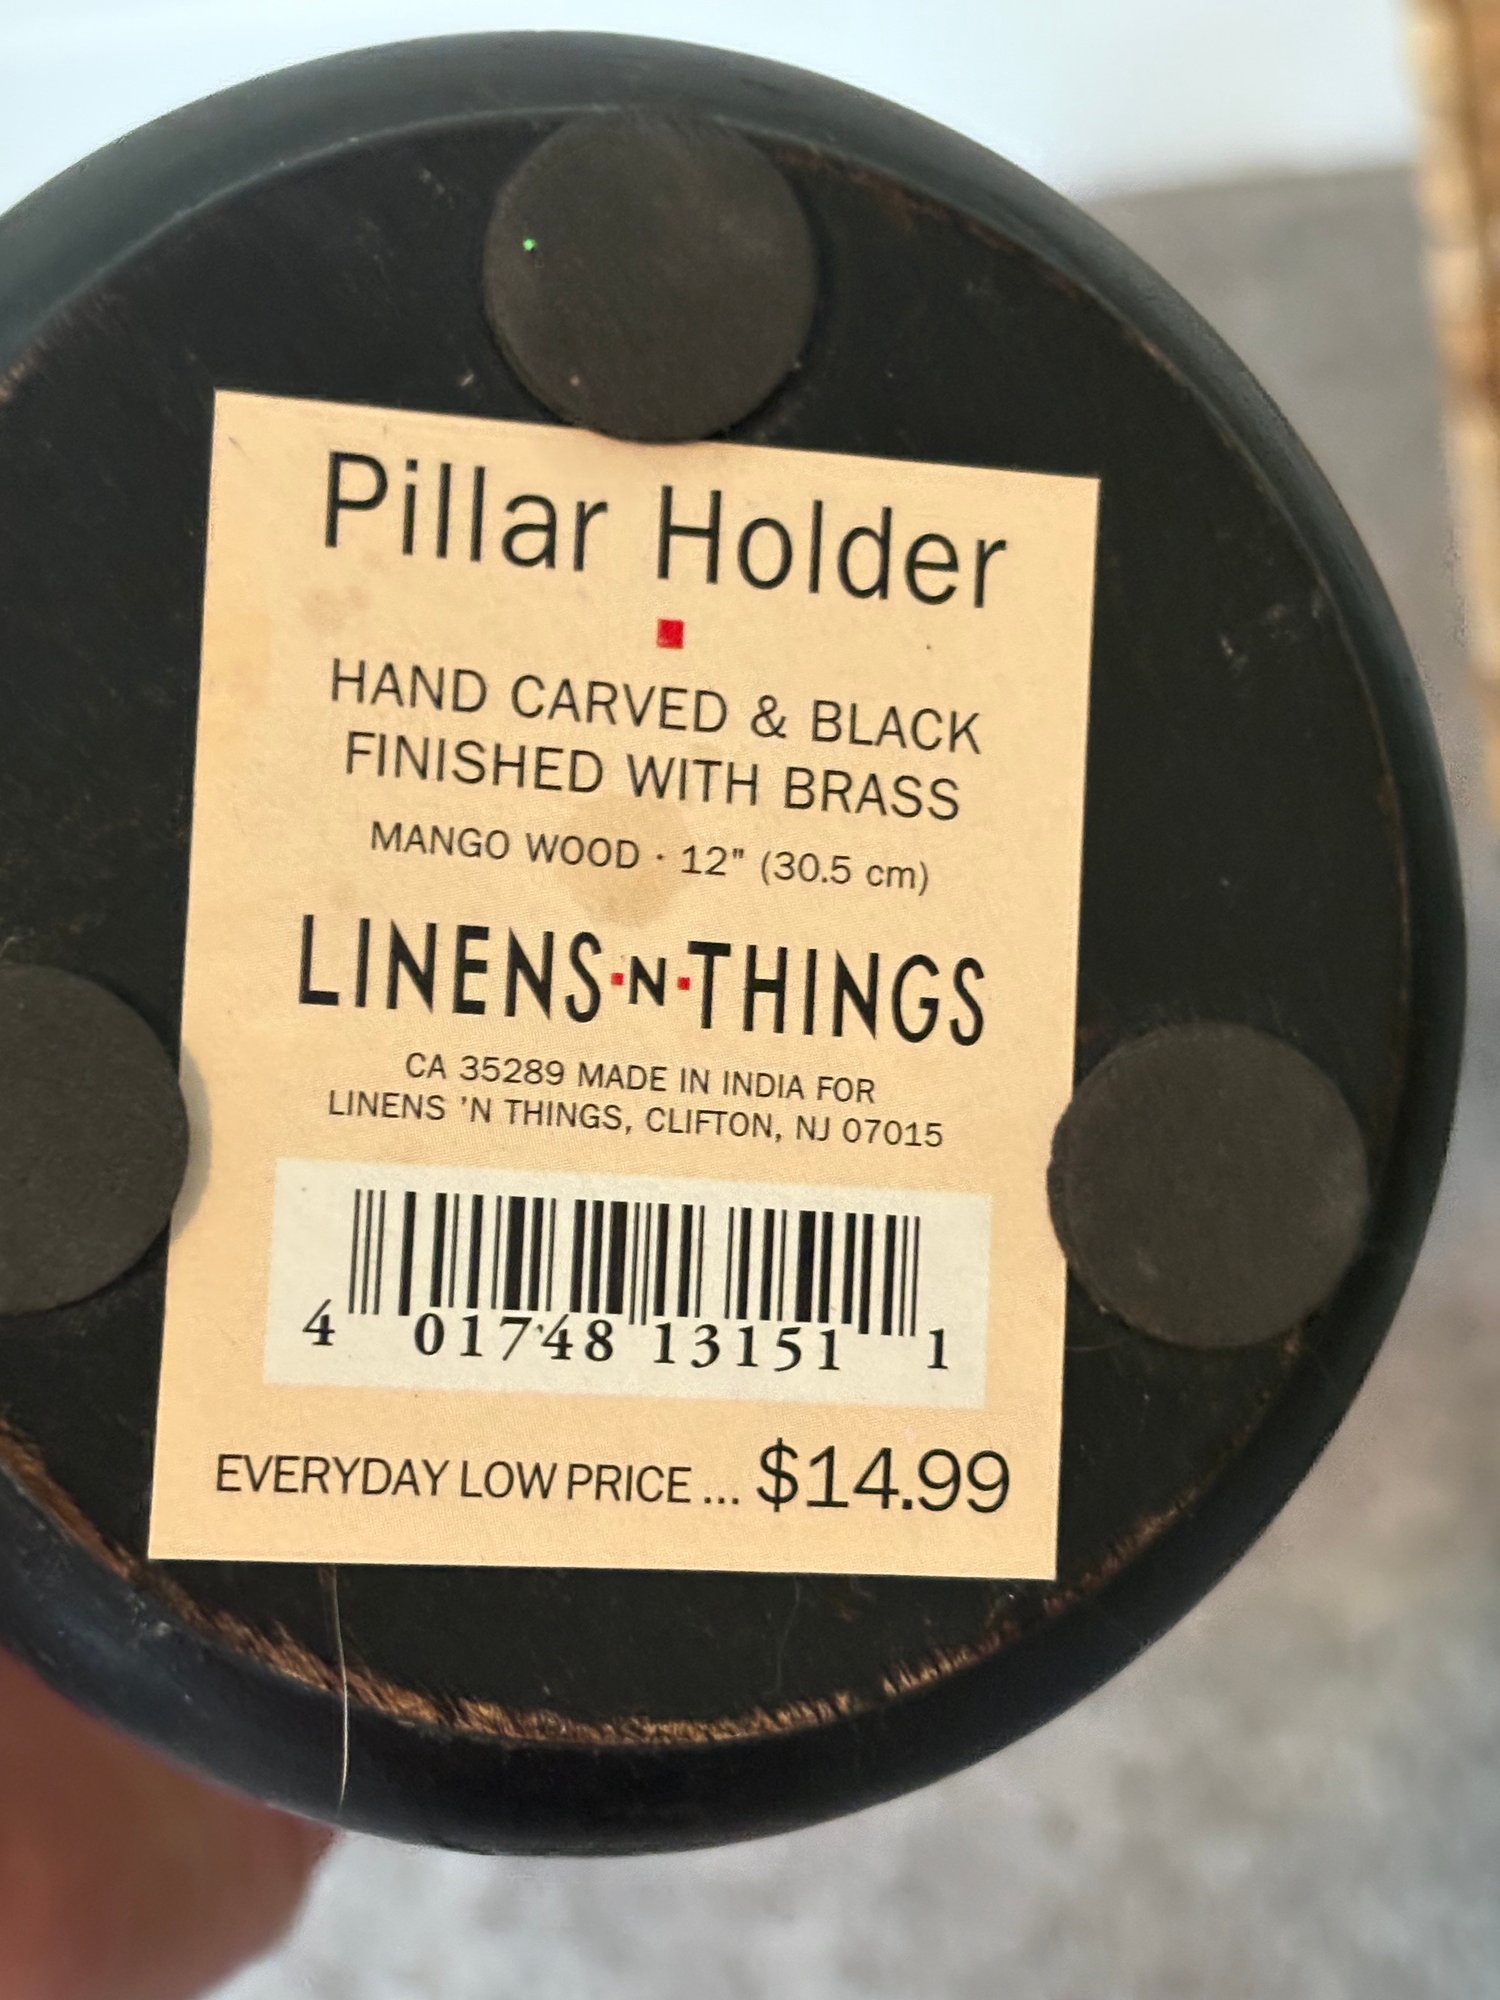 Pillar Holder
HAND CARVED & BLACK
FINISHED WITH BRASS
MANGO WOOD · 12" (30.5 cm)
LINENS·N·THINGS
CA 35289 MADE IN INDIA FOR
LINENS 'N THINGS, CLIFTON, NJ 07015
4 01748 13151 1
EVERYDAY LOW PRICE ... $14.99